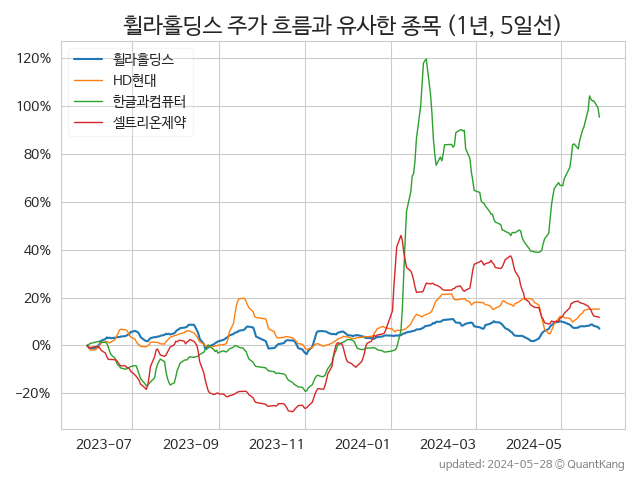 휠라홀딩스 주가 흐름과 유사한 종목 (1년, 5일선)
휠라홀딩스
HD현대
한글과컴퓨터
셀트리온제약
120%
100%
80%
60%
40%
20%
0%
−20%
2023-07 2023-09 2023-11 2024-01 2024-03 2024-05
updated: 2024-05-28 © QuantKang